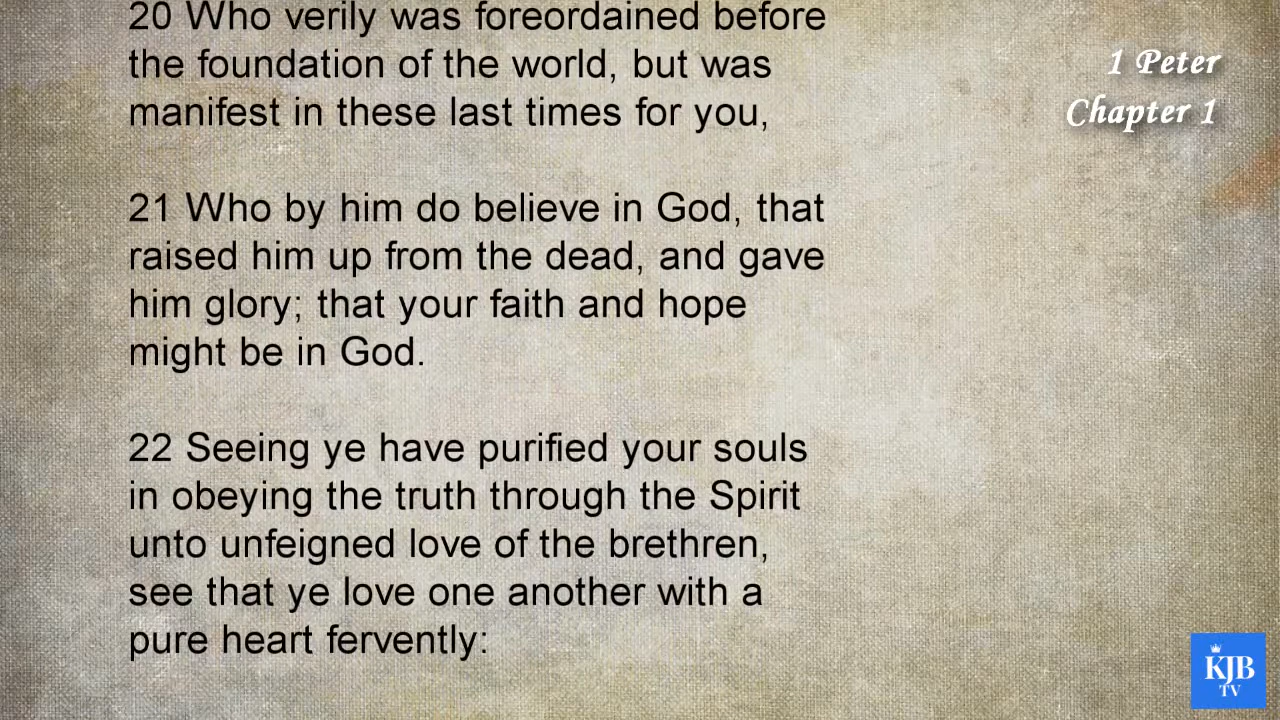 20 Who verily was foreordained before
the foundation of the world, but was
manifest in these last times for you,
21 Who by him do believe in God, that
raised him up from the dead, and gave
him glory; that your faith and hope
might be in God.
22 Seeing ye have purified your souls
in obeying the truth through the Spirit
unto unfeigned love of the brethren,
see that ye love one another with a
pure heart fervently:
1 Peter
Chapter 1
KJB
TV